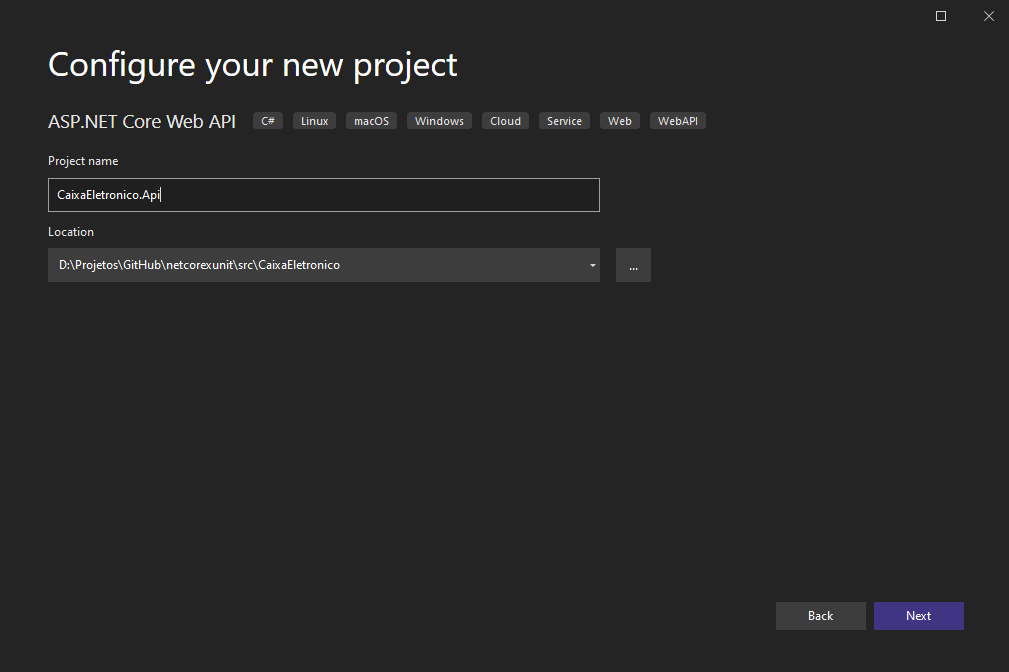 Configure your new project
ASP.NET Core Web API C# Linux macOS Windows Cloud Service Web WebAPI
Project name
CaixaEletronico.Api
Location
D:\Projetos\GitHub\netcorexunit\src\CaixaEletronico
...
Back Next